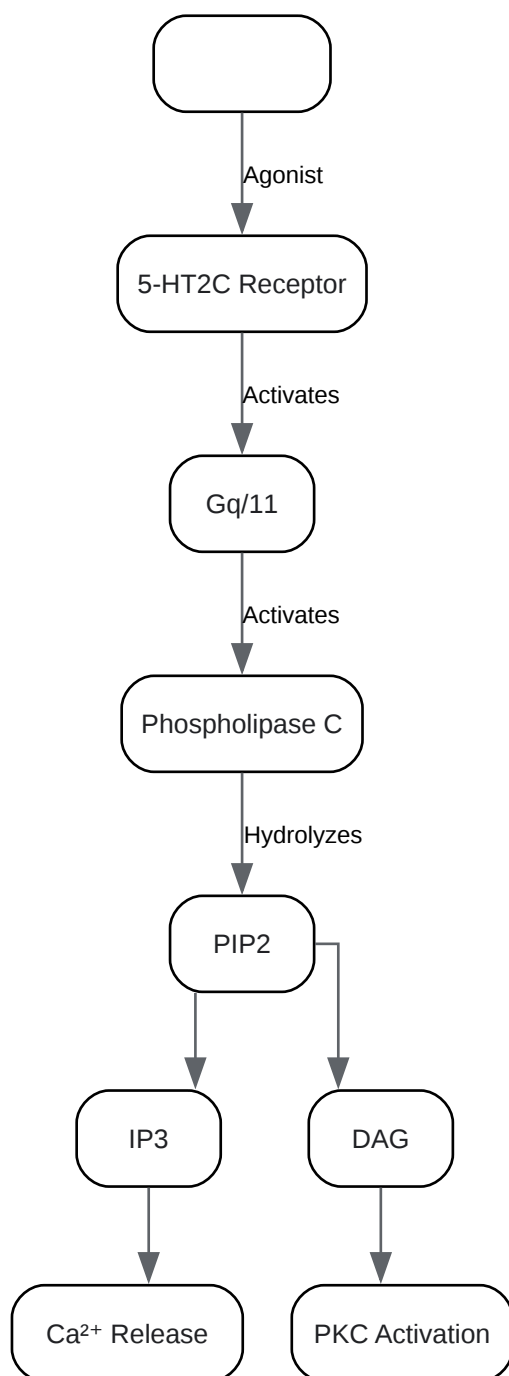 Agonist
5-HT2C Receptor
Activates
Gq/11
Activates
Phospholipase C
Hydrolyzes
PIP2
IP3
DAG
Ca²⁺ Release
PKC Activation